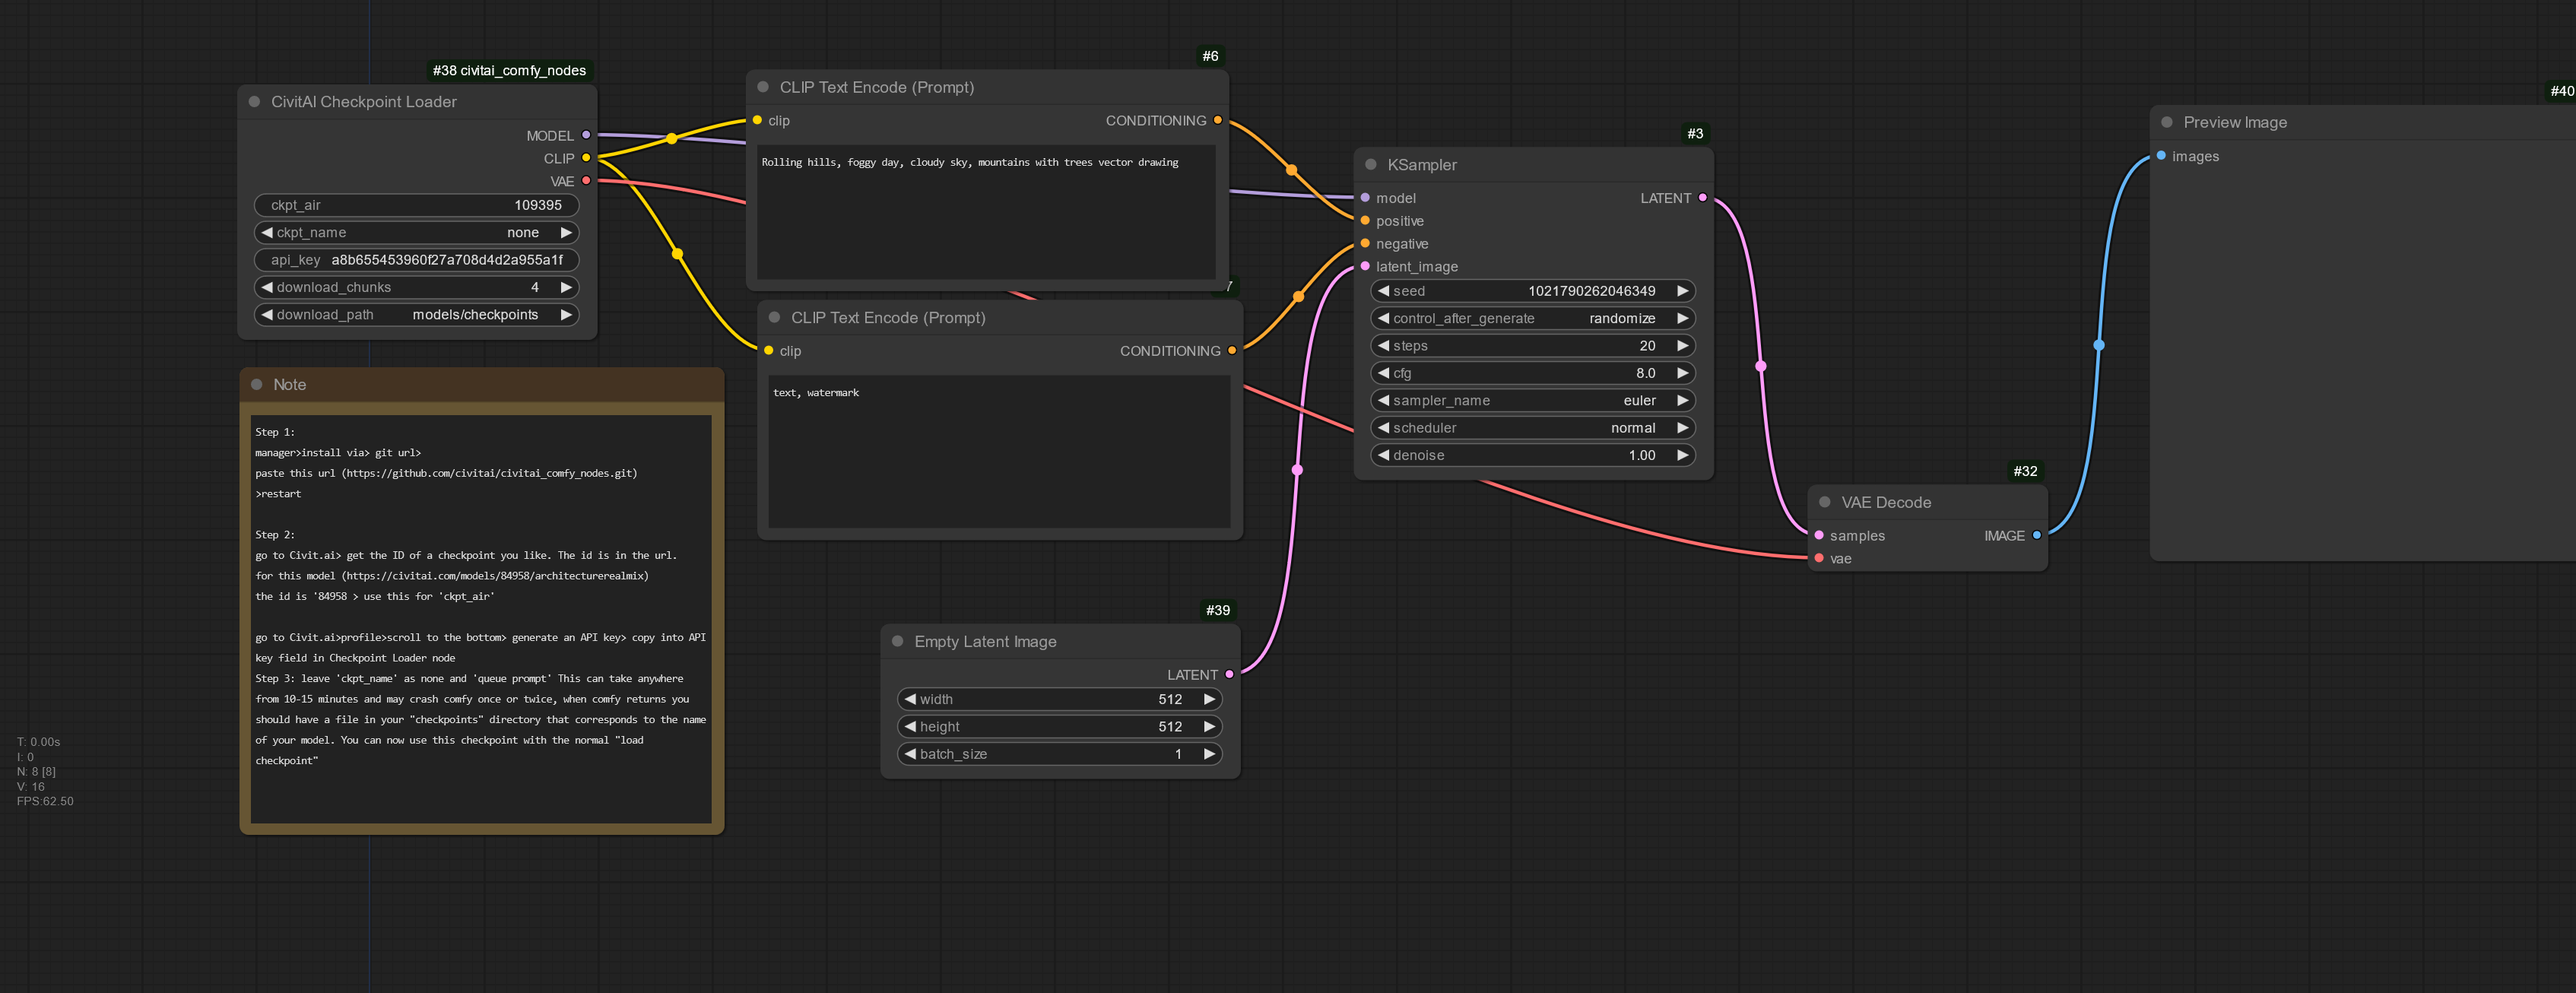 #38 civitai_comfy_nodes
CivitAI Checkpoint Loader
MODEL
CLIP
VAE
ckpt_air 109395
ckpt_name none
api_key a8b655453960f27a708d4d2a955a1f
download_chunks 4
download_path models/checkpoints
Note
Step 1:
manager>install via> git url>
paste this url (https://github.com/civitai/civitai_comfy_nodes.git)
>restart
Step 2:
go to Civit.ai> get the ID of a checkpoint you like. The id is in the url.
for this model (https://civitai.com/models/84958/architecturerealmix)
the id is '84958 > use this for 'ckpt_air'
go to Civit.ai>profile>scroll to the bottom> generate an API key> copy into API
key field in Checkpoint Loader node
Step 3: leave 'ckpt_name' as none and 'queue prompt' This can take anywhere
from 10-15 minutes and may crash comfy once or twice, when comfy returns you
should have a file in your "checkpoints" directory that corresponds to the name
of your model. You can now use this checkpoint with the normal "load
checkpoint"
T: 0.00s
I: 0
N: 8 [8]
V: 16
FPS:62.50
#6
CLIP Text Encode (Prompt)
clip CONDITIONING
Rolling hills, foggy day, cloudy sky, mountains with trees vector drawing
7
CLIP Text Encode (Prompt)
clip CONDITIONING
text, watermark
#39
Empty Latent Image
LATENT
width 512
height 512
batch_size 1
#3
KSampler
model LATENT
positive
negative
latent_image
seed 1021790262046349
control_after_generate randomize
steps 20
cfg 8.0
sampler_name euler
scheduler normal
denoise 1.00
#32
VAE Decode
samples IMAGE
vae
#40
Preview Image
images